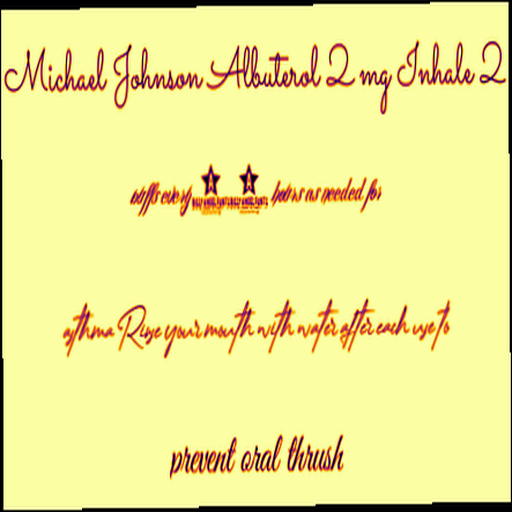 Michael Johnson Albuterol 2 mg Inhale 2
puffs every hours as needed for
asthma Rinse your mouth with water after each use to
prevent oral thrush